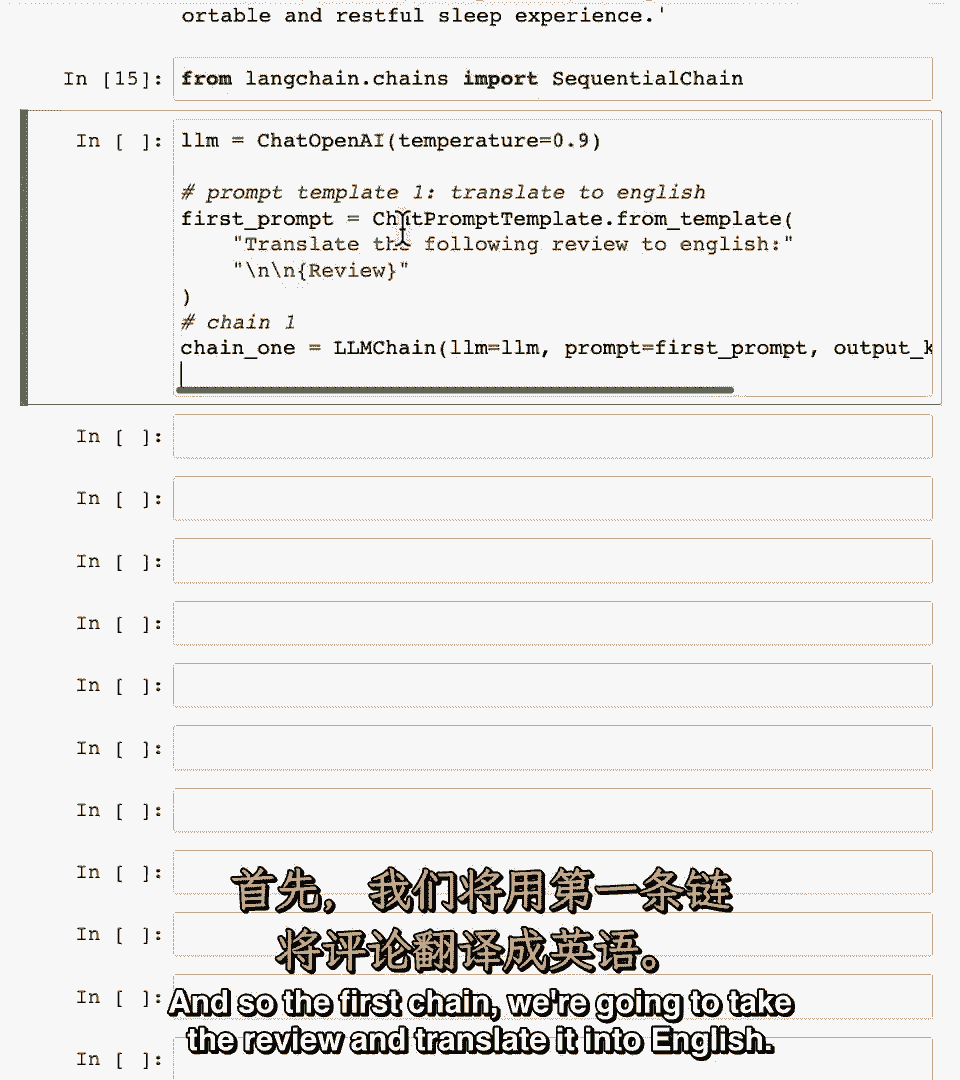 ortable and restful sleep experience.'
In [15]: from langchain.chains import SequentialChain
In [ ]: llm = ChatOpenAI(temperature=0.9)
# prompt template 1: translate to english
first_prompt = ChatPromptTemplate.from_template(
"Translate the following review to english:"
"\n\n{Review}"
)
# chain 1
chain_one = LLMChain(llm=llm, prompt=first_prompt, output_k
In [ ]:
In [ ]:
In [ ]:
In [ ]:
In [ ]:
In [ ]:
In [ ]:
In [ ]:
首先，我们将用第一条链
In [ ]:
将评论翻译成英语。
In [ ]:
And so the first chain, we're going to take
the review and translate it into English.
In [ ]: